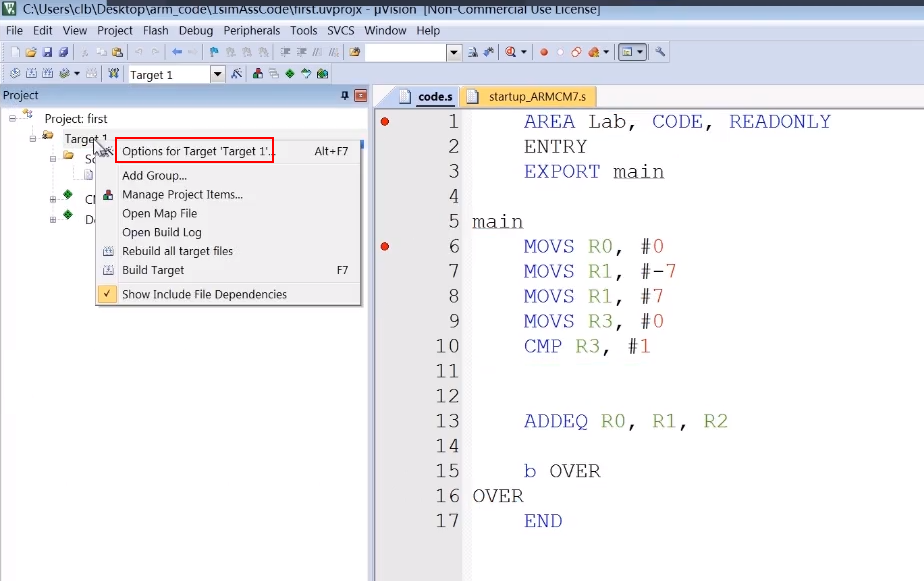 C:\Users\clb\Desktop\arm_code\1simAssCode\first.uvprojx - µVision [Non-Commercial Use License]
File Edit View Project Flash Debug Peripherals Tools SVCS Window Help
Target 1
Project
Project: first
Target 1
Options for Target 'Target 1'... Alt+F7
Add Group...
Manage Project Items...
Open Map File
Open Build Log
Rebuild all target files
Build Target F7
Show Include File Dependencies
code.s startup_ARMCM7.s
1 AREA Lab, CODE, READONLY
2 ENTRY
3 EXPORT main
4
5 main
6 MOVS R0, #0
7 MOVS R1, #-7
8 MOVS R1, #7
9 MOVS R3, #0
10 CMP R3, #1
11
12
13 ADDEQ R0, R1, R2
14
15 b OVER
16 OVER
17 END